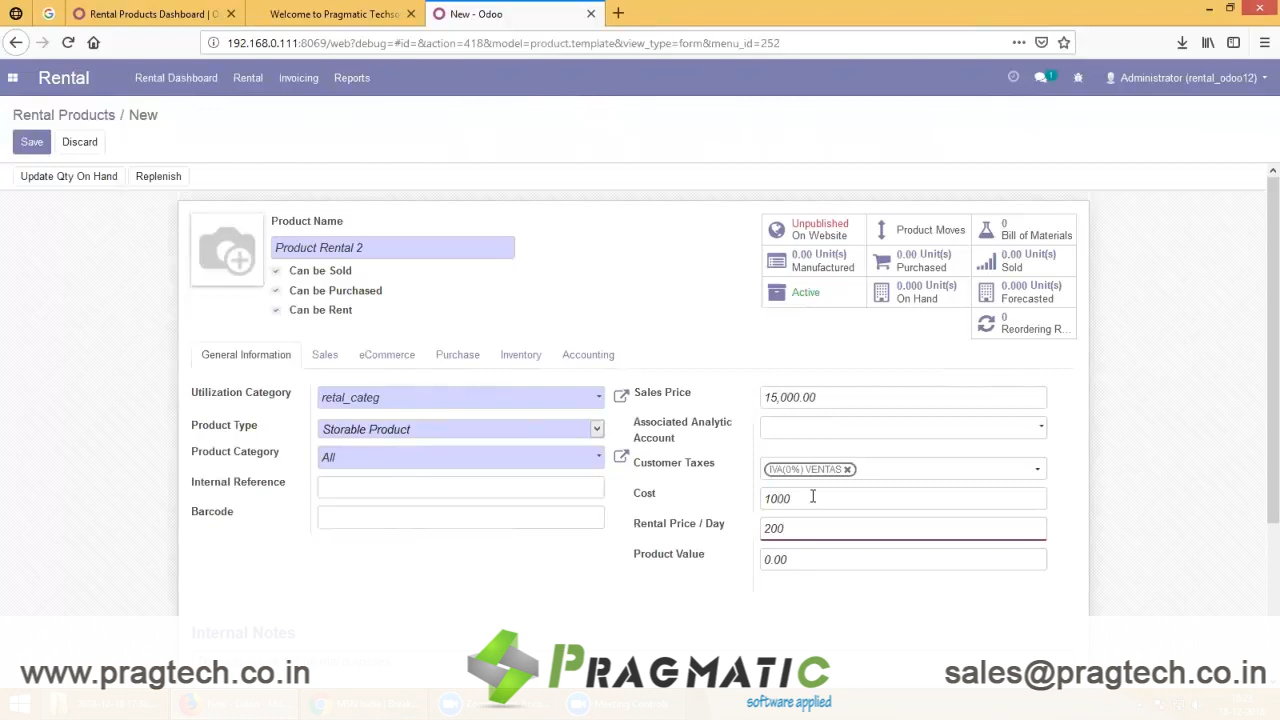 Rental Products Dashboard | O
Welcome to Pragmatic Techso
New - Odoo
192.168.0.111:8069/web?debug=#id=&action=418&model=product.template&view_type=form&menu_id=252
Rental
Rental Dashboard
Rental
Invoicing
Reports
1
Administrator (rental_odoo12)
Rental Products / New
Save
Discard
Update Qty On Hand
Replenish
Product Name
Product Rental 2
Can be Sold
Can be Purchased
Can be Rent
Unpublished
On Website
Product Moves
0
Bill of Materials
0.00 Unit(s)
Manufactured
0.00 Unit(s)
Purchased
0.00 Unit(s)
Sold
Active
0.000 Unit(s)
On Hand
0.000 Unit(s)
Forecasted
0
Reordering R...
General Information
Sales
eCommerce
Purchase
Inventory
Accounting
Utilization Category
retal_categ
Product Type
Storable Product
Product Category
All
Internal Reference
Barcode
Sales Price
15,000.00
Associated Analytic
Account
Customer Taxes
IVA(0%) VENTAS
Cost
1000
Rental Price / Day
200
Product Value
0.00
Internal Notes
www.pragtech.co.in
PRAGMATIC
software applied
sales@pragtech.co.in